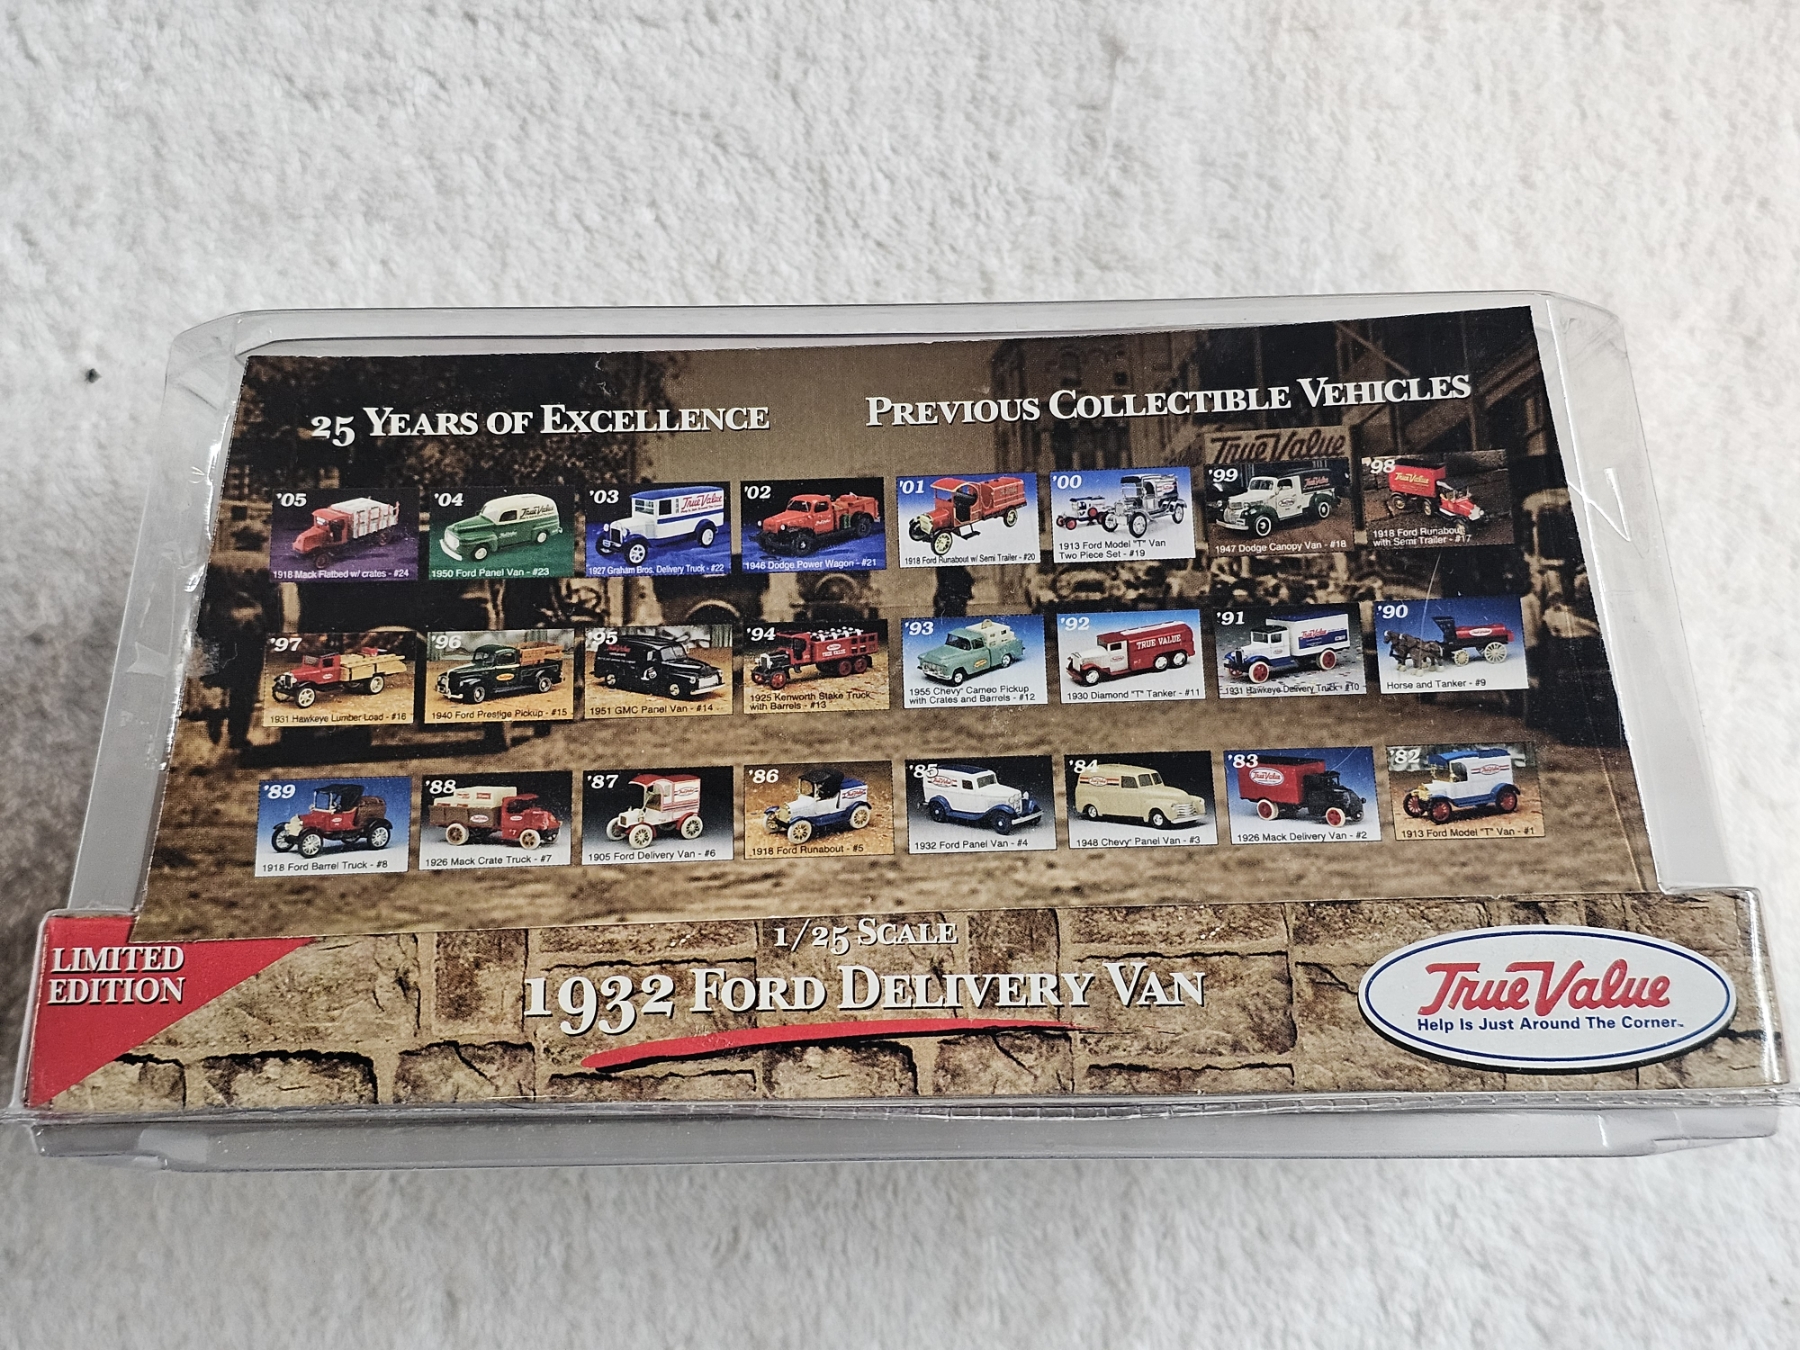 25 YEARS OF EXCELLENCE
PREVIOUS COLLECTIBLE VEHICLES
True Value
'05
1918 Mack Flatbed w/ crates - #24
'04
1950 Ford Panel Van - #23
'03
True Value
1927 Graham Bros. Delivery Truck - #22
'02
1946 Dodge Power Wagon - #21
'01
1918 Ford Runabout w/ Semi Trailer - #20
'00
1913 Ford Model "T" Van
Two Piece Set - #19
'99
1947 Dodge Canopy Van - #18
'98
1918 Ford Runabout
with Semi Trailer - #17
'97
1931 Hawkeye Lumber Load - #16
'96
1940 Ford Prestige Pickup - #15
'95
1951 GMC Panel Van - #14
'94
TRUE VALUE
1925 Kenworth Stake Truck
with Barrels - #13
'93
1955 Chevy Cameo Pickup
with Crates and Barrels - #12
'92
TRUE VALUE
1930 Diamond "T" Tanker - #11
'91
True Value
1931 Hawkeye Delivery Truck - #10
'90
Horse and Tanker - #9
'89
1918 Ford Barrel Truck - #8
'88
1926 Mack Crate Truck - #7
'87
1905 Ford Delivery Van - #6
'86
1918 Ford Runabout - #5
'85
1932 Ford Panel Van - #4
'84
1948 Chevy Panel Van - #3
'83
True Value
1926 Mack Delivery Van - #2
'82
1913 Ford Model "T" Van - #1
LIMITED
EDITION
1/25 SCALE
1932 FORD DELIVERY VAN
True Value
Help Is Just Around The Corner™